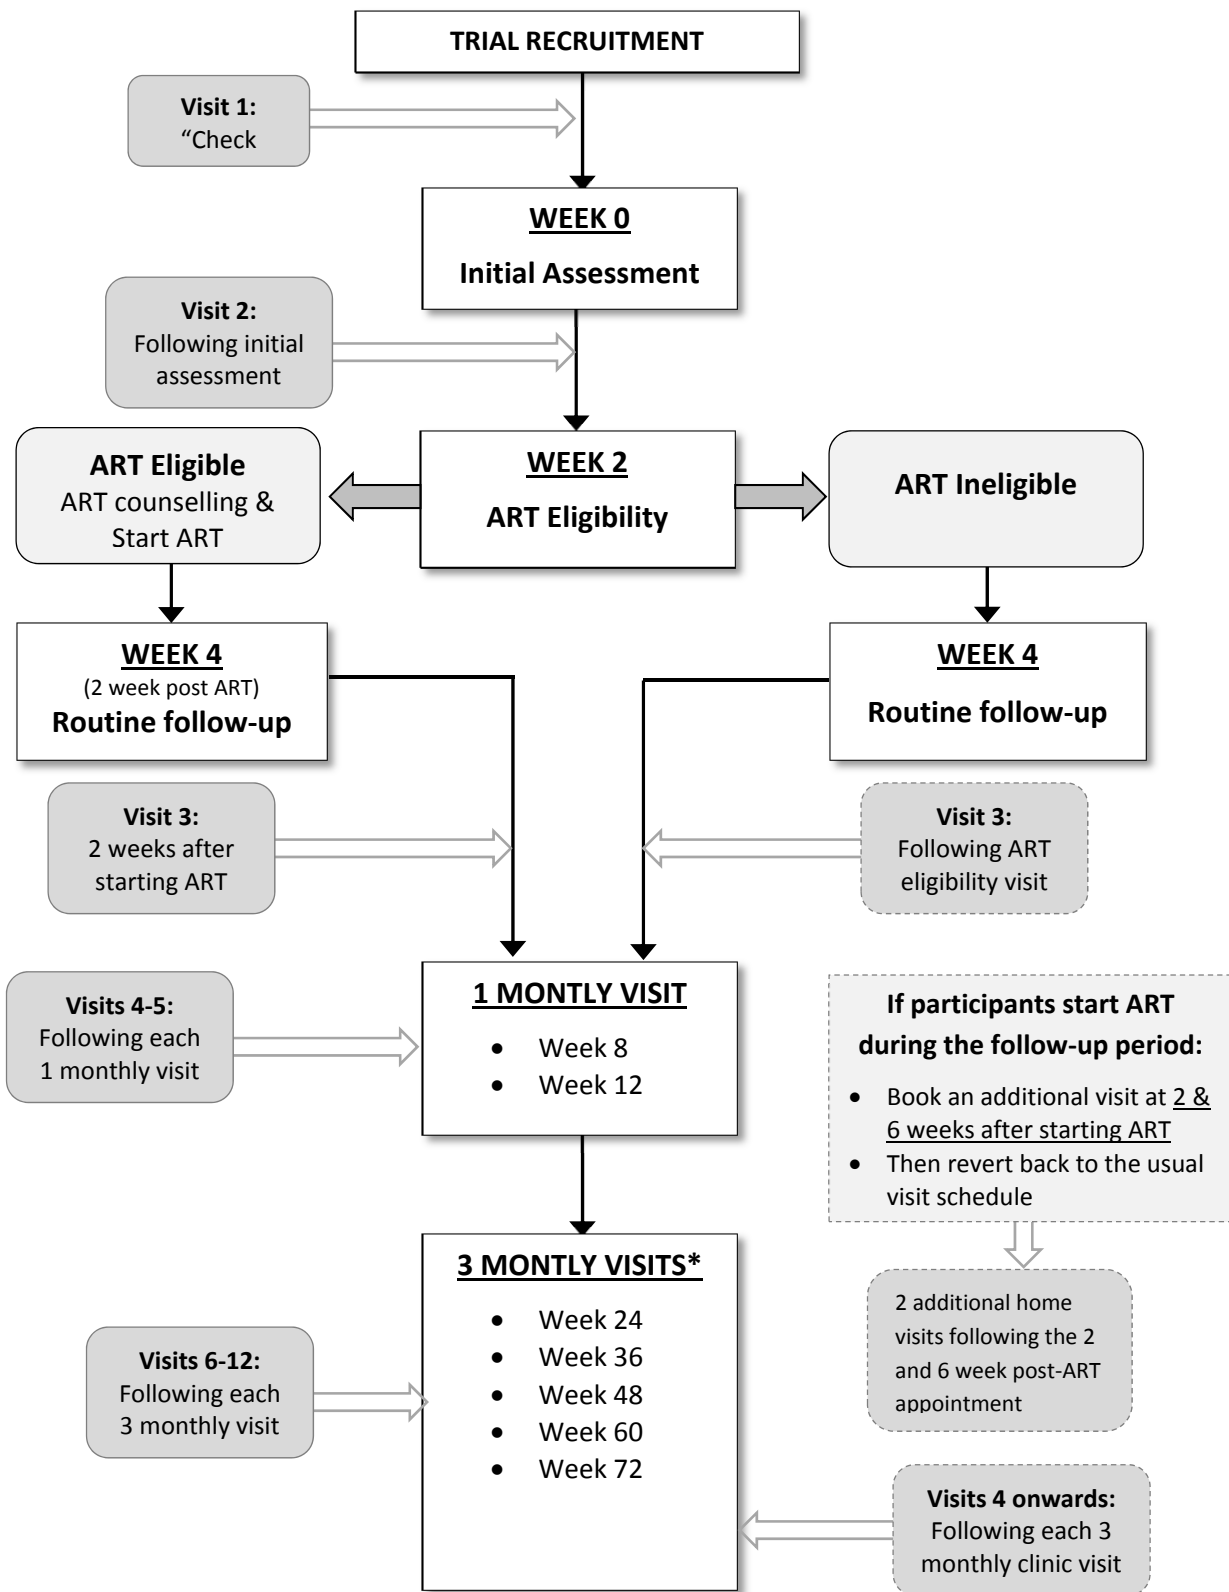 TRIAL RECRUITMENT
Visit 1:
“Check
WEEK 0
Initial Assessment
Visit 2:
Following initial
assessment
ART Eligible
ART counselling &
Start ART
WEEK 2
ART Eligibility
ART Ineligible
WEEK 4
(2 week post ART)
Routine follow-up
WEEK 4
Routine follow-up
Visit 3:
2 weeks after
starting ART
Visit 3:
Following ART
eligibility visit
Visits 4-5:
Following each
1 monthly visit
1 MONTLY VISIT
• Week 8
• Week 12
If participants start ART
during the follow-up period:
• Book an additional visit at 2 &
6 weeks after starting ART
• Then revert back to the usual
visit schedule
2 additional home
visits following the 2
and 6 week post-ART
appointment
3 MONTLY VISITS*
• Week 24
• Week 36
• Week 48
• Week 60
• Week 72
Visits 6-12:
Following each
3 monthly visit
Visits 4 onwards:
Following each 3
monthly clinic visit